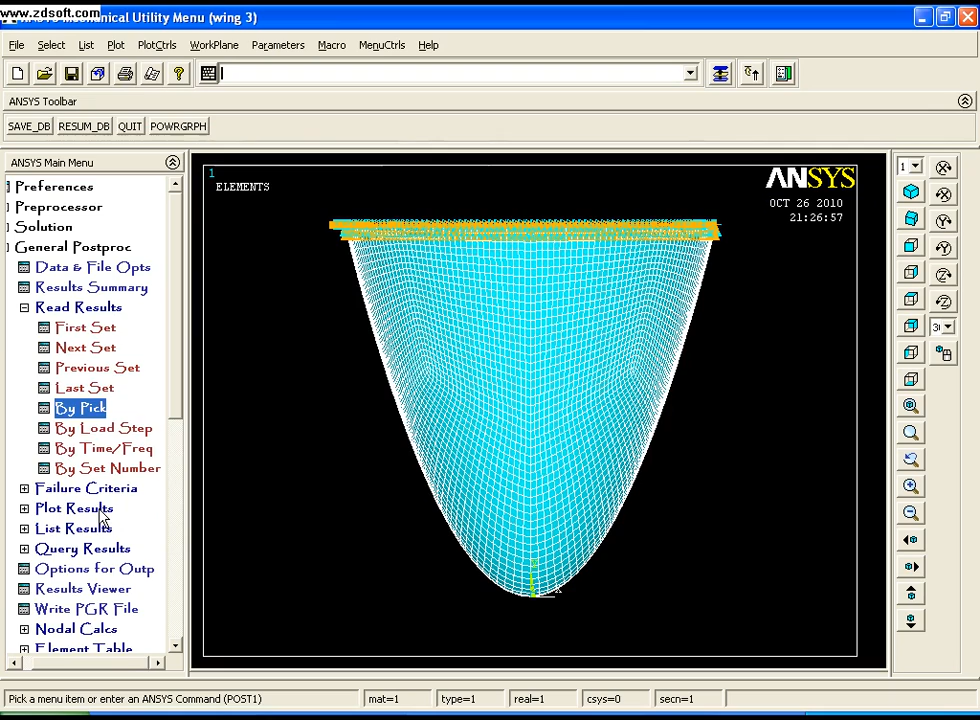 www.zdsoft.com
Mechanical Utility Menu (wing 3)
File Select List Plot PlotCtrls WorkPlane Parameters Macro MenuCtrls Help
ANSYS Toolbar
SAVE_DB RESUM_DB QUIT POWRGRPH
ANSYS Main Menu
Preferences
Preprocessor
Solution
General Postproc
Data & File Opts
Results Summary
Read Results
First Set
Next Set
Previous Set
Last Set
By Pick
By Load Step
By Time/Freq
By Set Number
Failure Criteria
Plot Results
List Results
Query Results
Options for Outp
Results Viewer
Write PGR File
Nodal Calcs
Element Table
1
ELEMENTS
ANSYS
OCT 26 2010
21:26:57
1
Pick a menu item or enter an ANSYS Command (POST1) mat=1 type=1 real=1 csys=0 secn=1